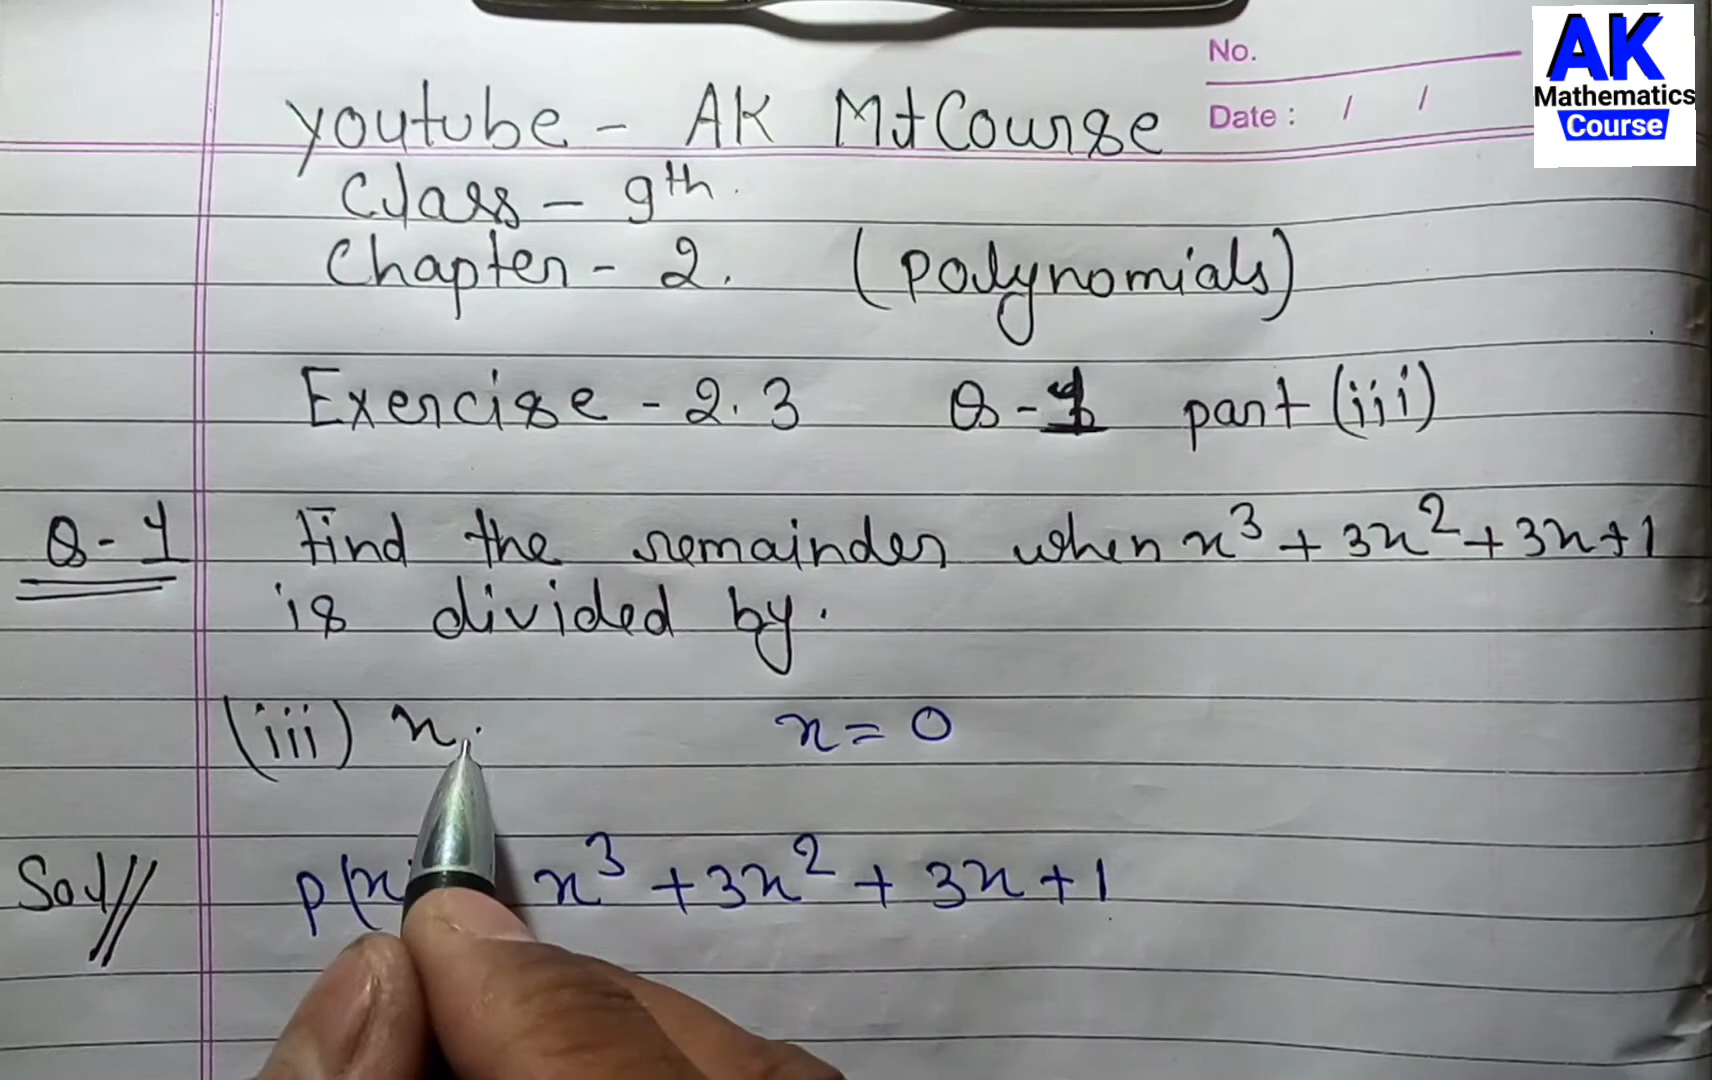 No.
Date : / /
AK
Mathematics
Course
Youtube - AK MtCourse
Class - 9th.
Chapter - 2. (Polynomials)
Exercise - 2.3 Q - 1 part (iii)
Q - 1 Find the remainder when x³ + 3x² + 3x + 1
is divided by.
(iii) x. x = 0
Sol// p(x x³ + 3x² + 3x + 1